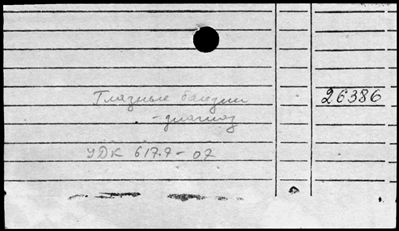 Глазные болезни 26386
- диагноз
УДК 617.7-07